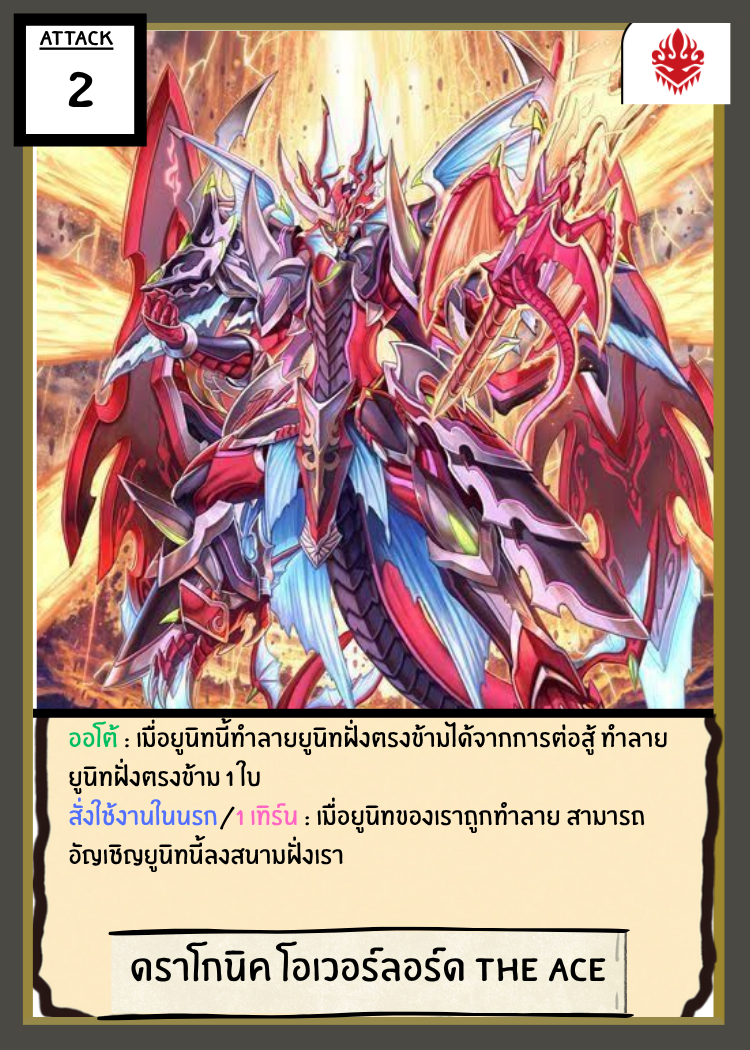 ATTACK
2
ออโต้ : เมื่อยูนิทนี้ทำลายยูนิทฝั่งตรงข้ามได้จากการต่อสู้ ทำลาย
ยูนิทฝั่งตรงข้าม 1 ใบ
สั่งใช้งานในนรก/1 เทิร์น : เมื่อยูนิทของเราถูกทำลาย สามารถ
อัญเชิญยูนิทนี้ลงสนามฝั่งเรา
ดราโกนิค โอเวอร์ลอร์ด THE ACE